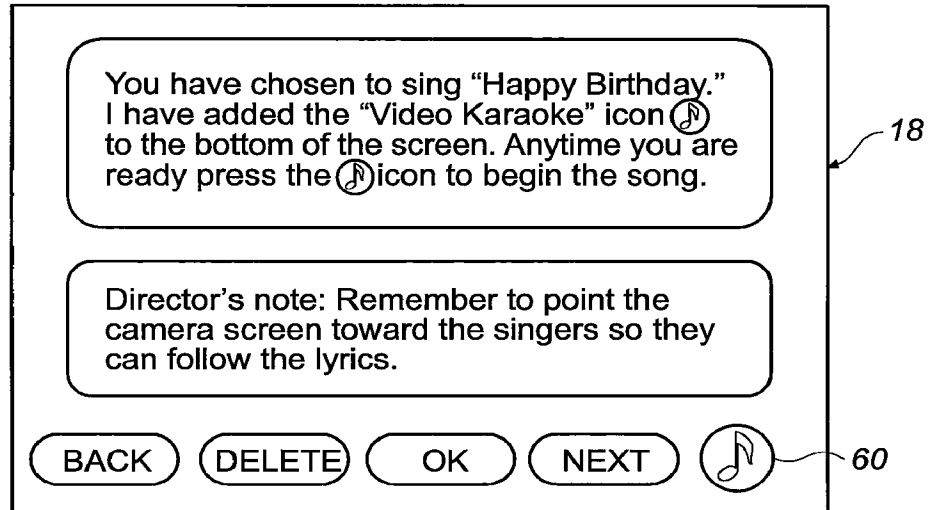 You have chosen to sing “Happy Birthday.”
I have added the “Video Karaoke” icon
to the bottom of the screen. Anytime you are
ready press the icon to begin the song.
18
Director’s note: Remember to point the
camera screen toward the singers so they
can follow the lyrics.
BACK DELETE OK NEXT 60